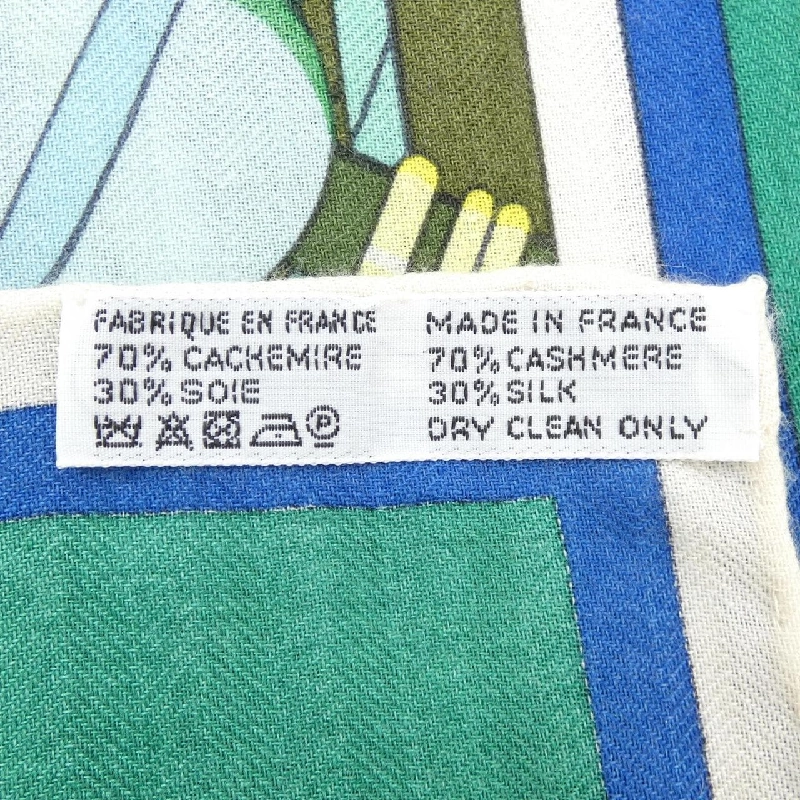 FABRIQUE EN FRANCE
70% CACHEMIRE
30% SOIE
P
MADE IN FRANCE
70% CASHMERE
30% SILK
DRY CLEAN ONLY